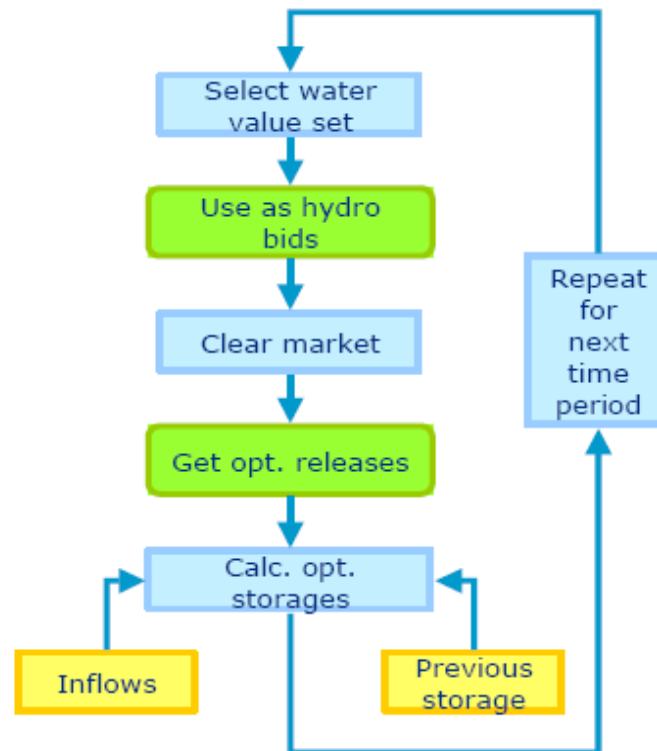 Select water
value set
Use as hydro
bids
Clear market
Get opt. releases
Calc. opt.
storages
Inflows
Previous
storage
Repeat
for
next
time
period